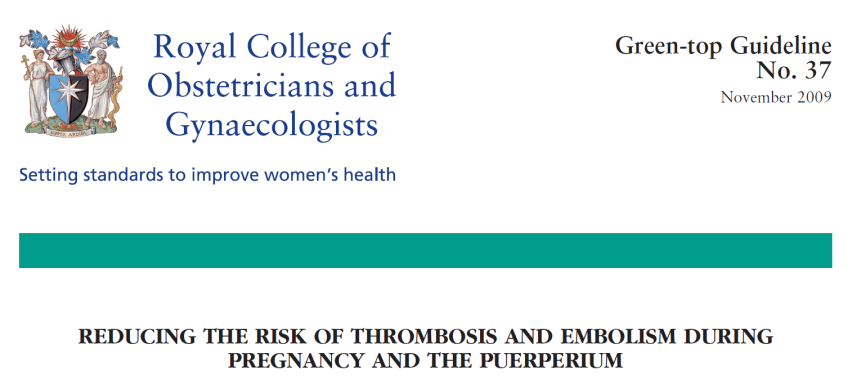 Royal College of
Obstetricians and
Gynaecologists
Setting standards to improve women's health
Green-top Guideline
No. 37
November 2009
REDUCING THE RISK OF THROMBOSIS AND EMBOLISM DURING
PREGNANCY AND THE PUERPERIUM